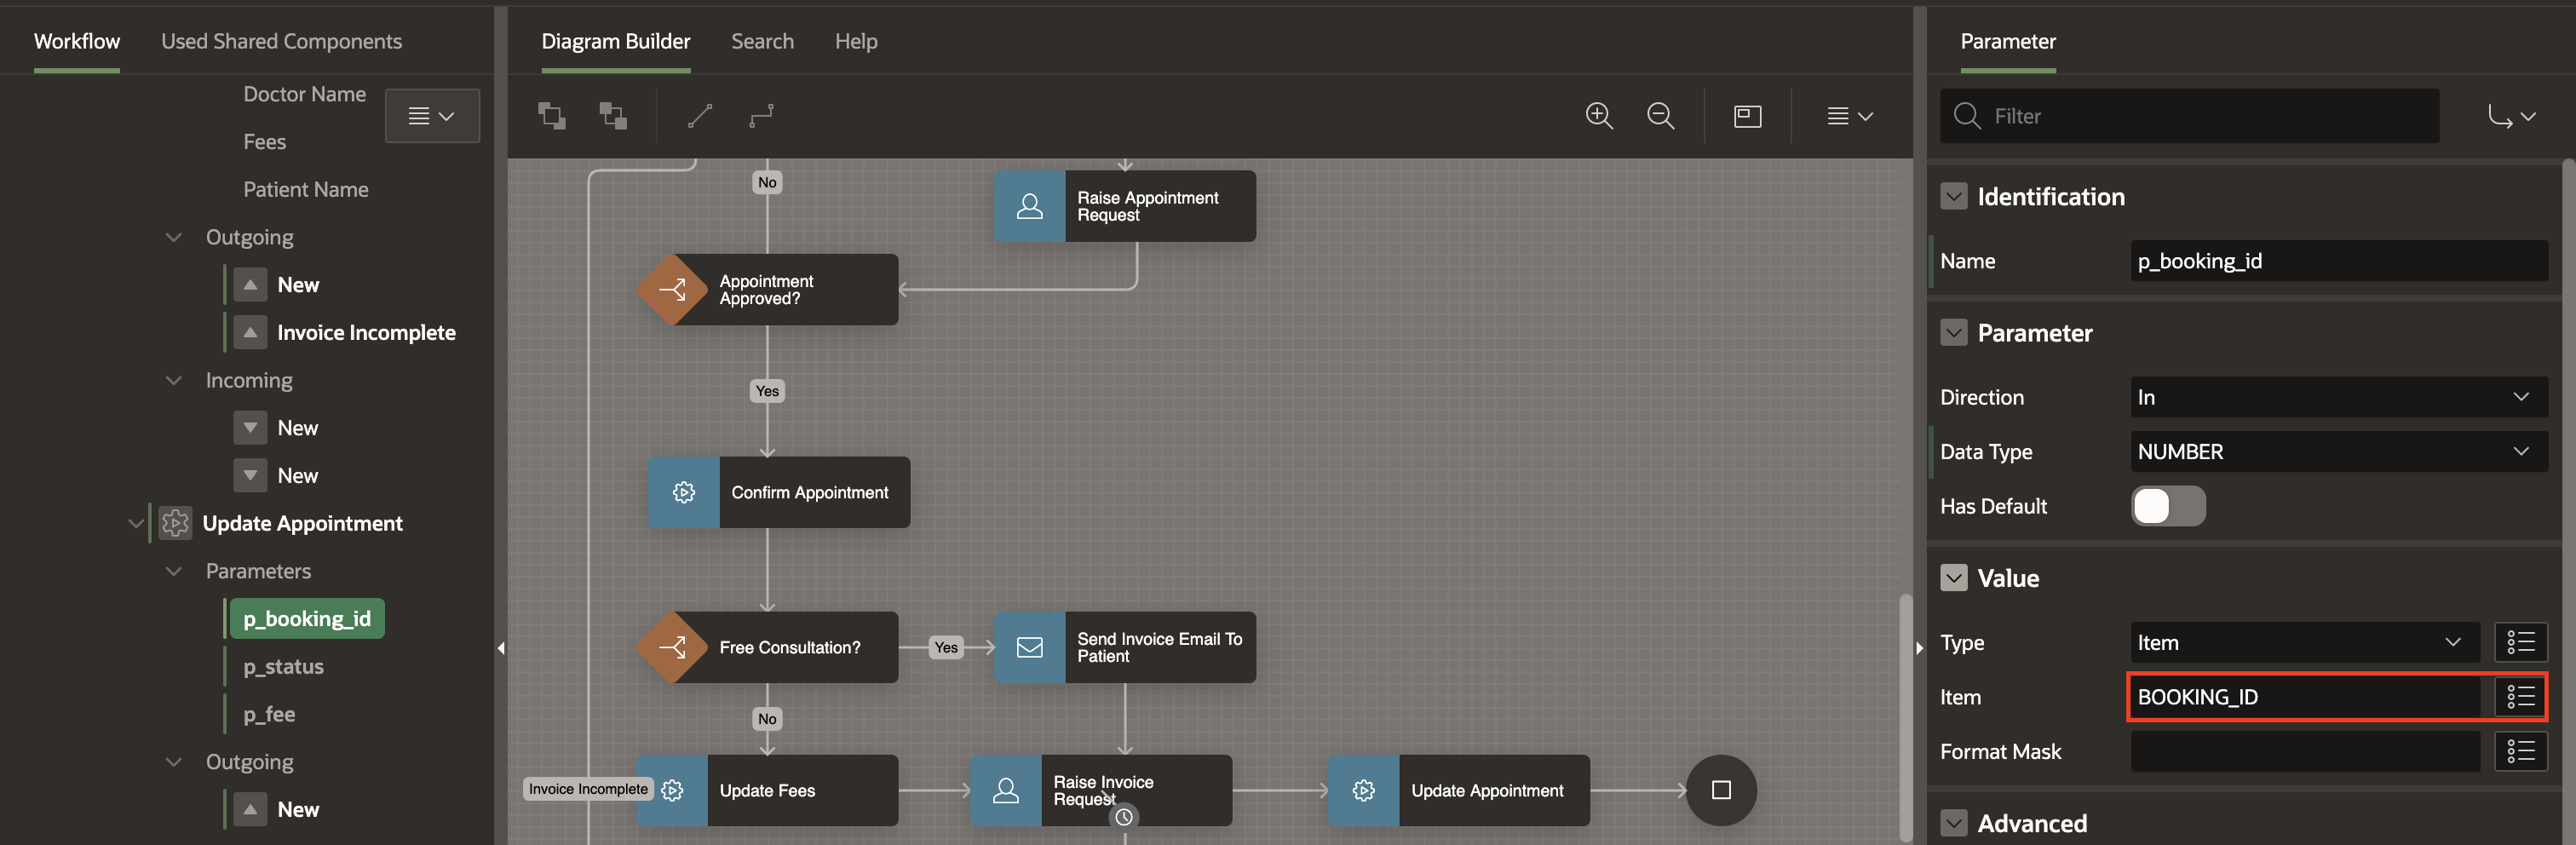 Workflow
Used Shared Components
Doctor Name
Fees
Patient Name
Outgoing
New
Invoice Incomplete
Incoming
New
New
Update Appointment
Parameters
p_booking_id
p_status
p_fee
Outgoing
New
Diagram Builder
Search
Help
No
Raise Appointment
Request
Appointment
Approved?
Yes
Confirm Appointment
Free Consultation?
Yes
Send Invoice Email To
Patient
No
Invoice Incomplete
Update Fees
Raise Invoice
Request
Update Appointment
Parameter
Filter
Identification
Name
p_booking_id
Parameter
Direction
In
Data Type
NUMBER
Has Default
Value
Type
Item
Item
BOOKING_ID
Format Mask
Advanced